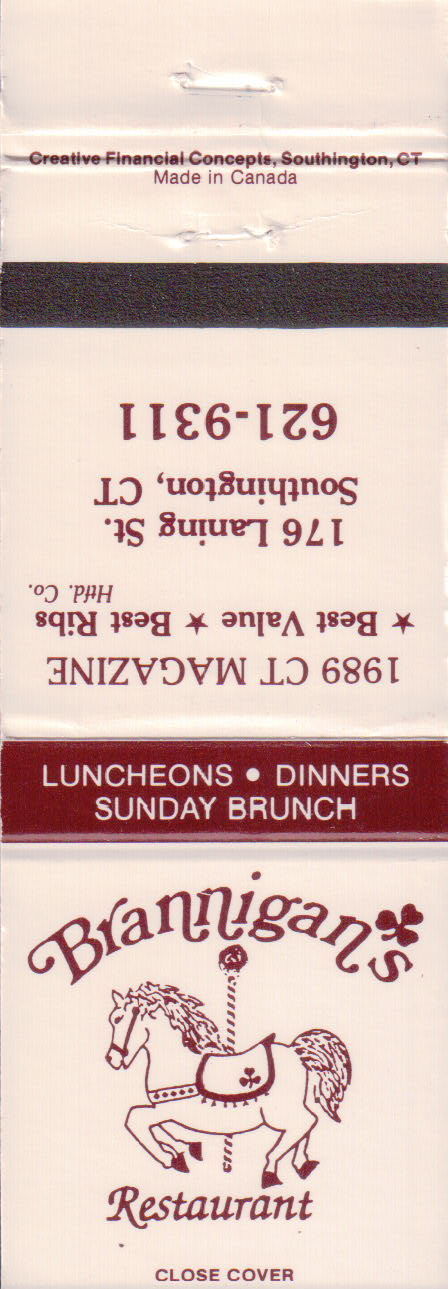 Creative Financial Concepts, Southington, CT
Made in Canada
1989 CT MAGAZINE
★ Best Value ★ Best Ribs
Htfd. Co.
176 Laning St.
Southington, CT
621-9311
LUNCHEONS • DINNERS
SUNDAY BRUNCH
Brannigan's
Restaurant
CLOSE COVER